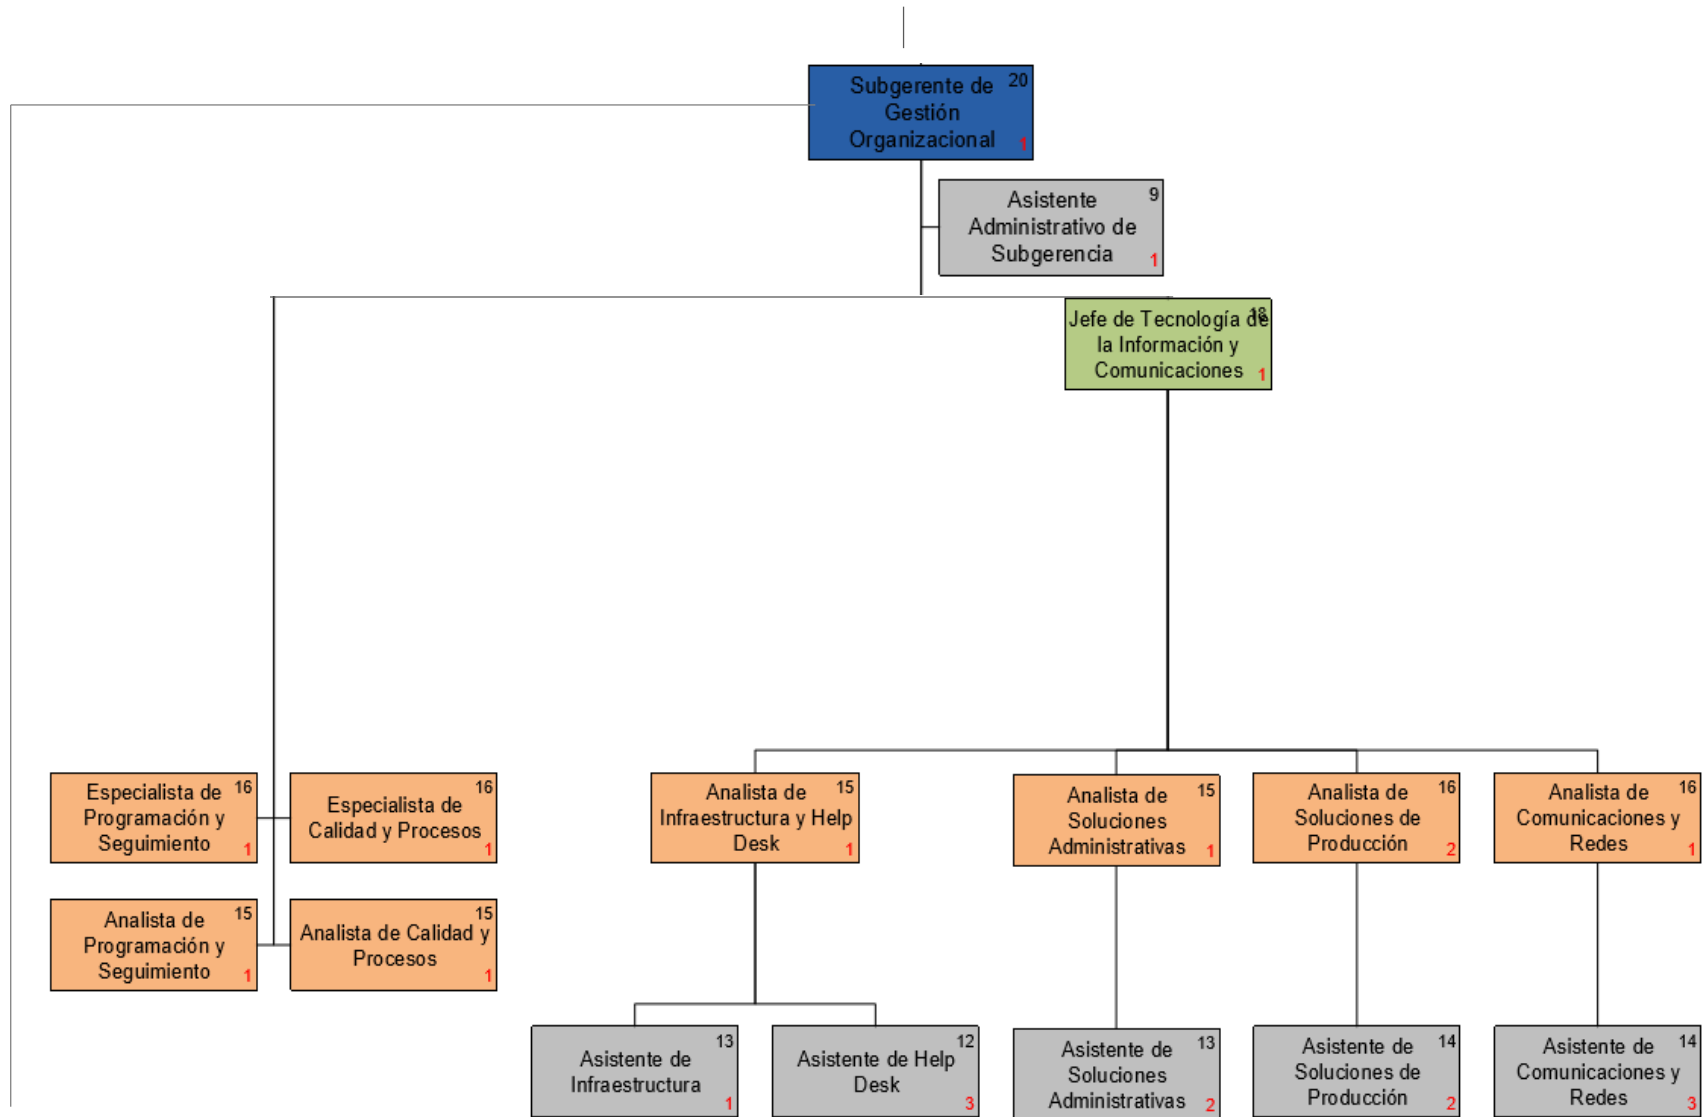 Subgerente de 20
Gestión
Organizacional 1
Asistente 9
Administrativo de
Subgerencia 1
Jefe de Tecnología de 18
la Información y
Comunicaciones 1
Especialista de 16
Programación y
Seguimiento 1
16
Especialista de
Calidad y Procesos 1
Analista de 15
Infraestructura y Help
Desk 1
Analista de 15
Soluciones
Administrativas 1
Analista de 16
Soluciones de
Producción 2
Analista de 16
Comunicaciones y
Redes 1
Analista de 15
Programación y
Seguimiento 1
15
Analista de Calidad y
Procesos 1
13
Asistente de
Infraestructura 1
12
Asistente de Help
Desk 3
Asistente de 13
Soluciones
Administrativas 2
Asistente de 14
Soluciones de
Producción 2
Asistente de 14
Comunicaciones y
Redes 3